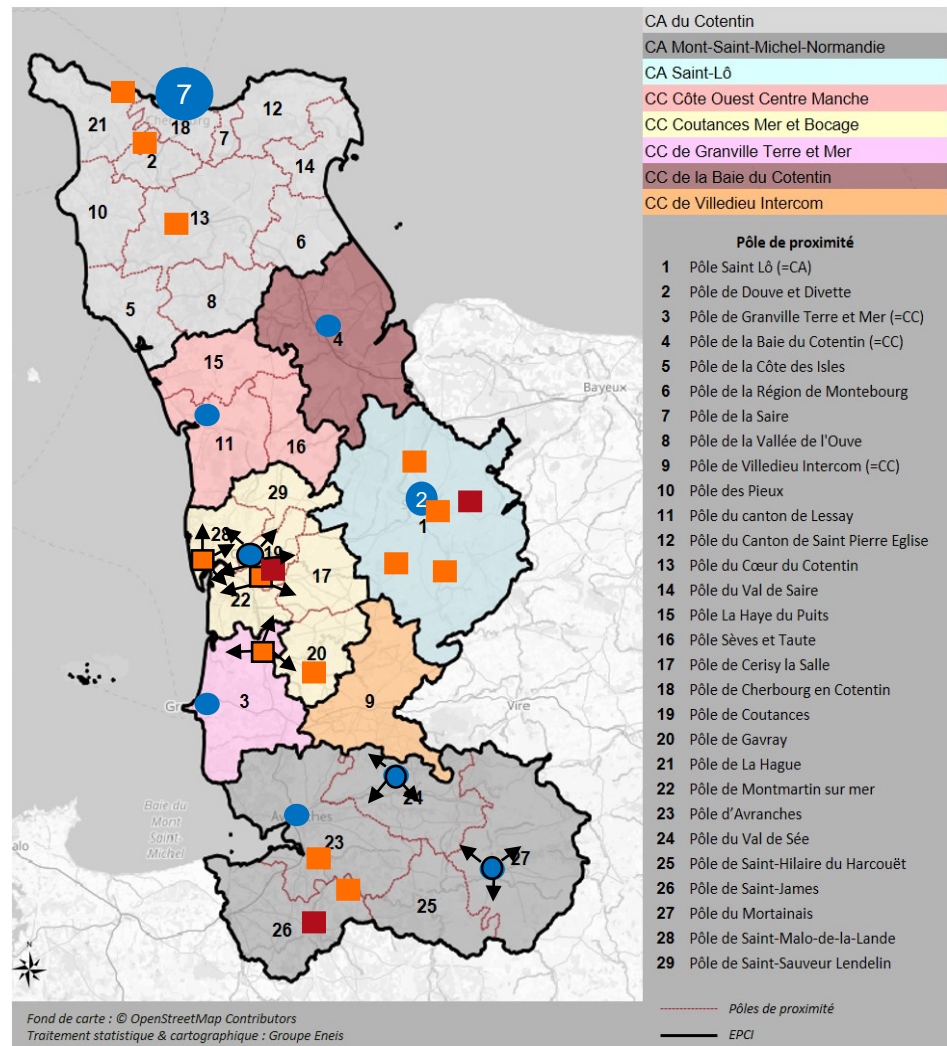 CA du Cotentin
CA Mont-Saint-Michel-Normandie
CA Saint-Lô
CC Côte Ouest Centre Manche
CC Coutances Mer et Bocage
CC de Granville Terre et Mer
CC de la Baie du Cotentin
CC de Villedieu Intercom
Pôle de proximité
1 Pôle Saint Lô (=CA)
2 Pôle de Douve et Divette
3 Pôle de Granville Terre et Mer (=CC)
4 Pôle de la Baie du Cotentin (=CC)
5 Pôle de la Côte des Isles
6 Pôle de la Région de Montebourg
7 Pôle de la Saire
8 Pôle de la Vallée de l'Ouve
9 Pôle de Villedieu Intercom (=CC)
10 Pôle des Pieux
11 Pôle du canton de Lessay
12 Pôle du Canton de Saint Pierre Eglise
13 Pôle du Cœur du Cotentin
14 Pôle du Val de Saire
15 Pôle La Haye du Puits
16 Pôle Sèves et Taute
17 Pôle de Cerisy la Salle
18 Pôle de Cherbourg en Cotentin
19 Pôle de Coutances
20 Pôle de Gavray
21 Pôle de La Hague
22 Pôle de Montmartin sur mer
23 Pôle d'Avranches
24 Pôle du Val de Sée
25 Pôle de Saint-Hilaire du Harcouët
26 Pôle de Saint-James
27 Pôle du Mortainais
28 Pôle de Saint-Malo-de-la-Lande
29 Pôle de Saint-Sauveur Lendelin
Pôles de proximité
EPCI
7
12
21
18
7
2
14
10
13
6
8
5
4
15
Bayeux
11
16
29
2
1
28
19
17
22
20
3
9
Vire
24
Baie du
Mont
Saint-
Michel
23
27
25
26
N
Fond de carte : © OpenStreetMap Contributors
Traitement statistique & cartographique : Groupe Eneis